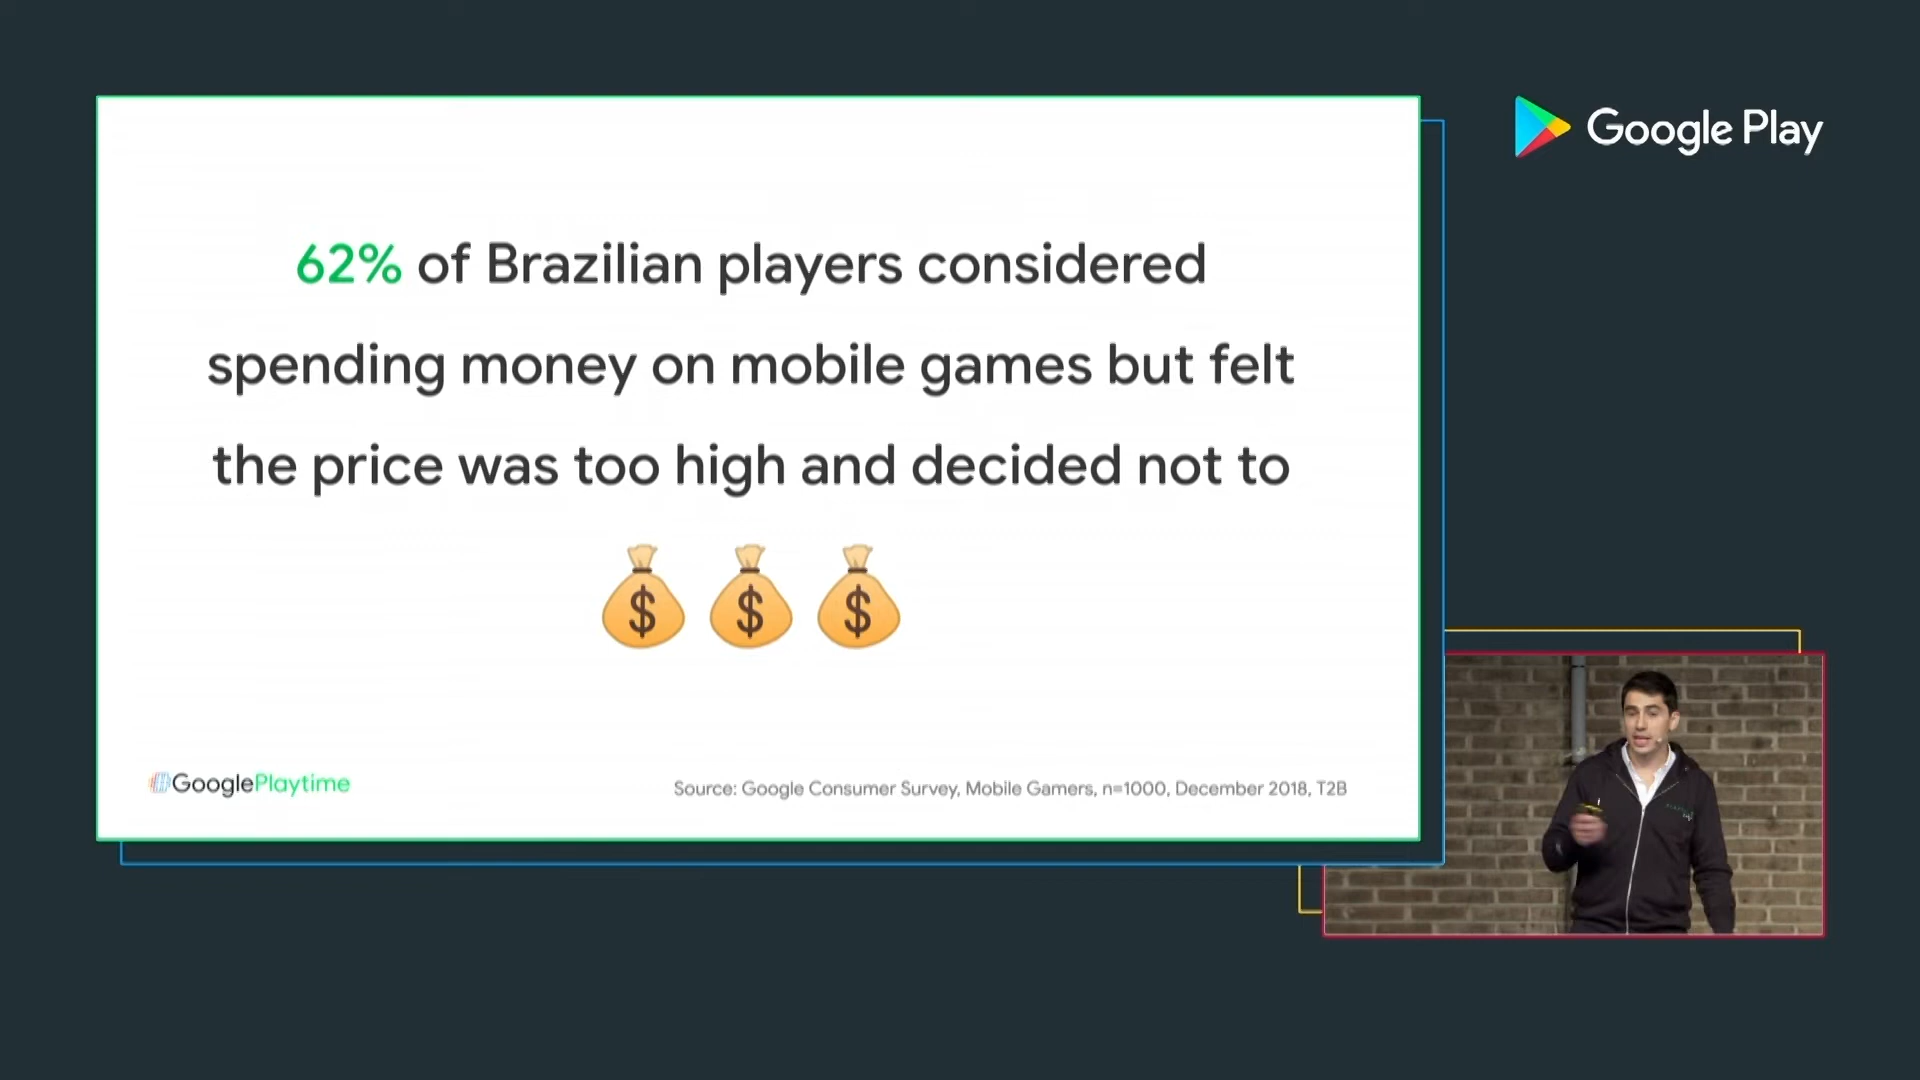 Google Play
62% of Brazilian players considered
spending money on mobile games but felt
the price was too high and decided not to
$ $ $
GooglePlaytime
Source: Google Consumer Survey, Mobile Gamers, n=1000, December 2018, T2B